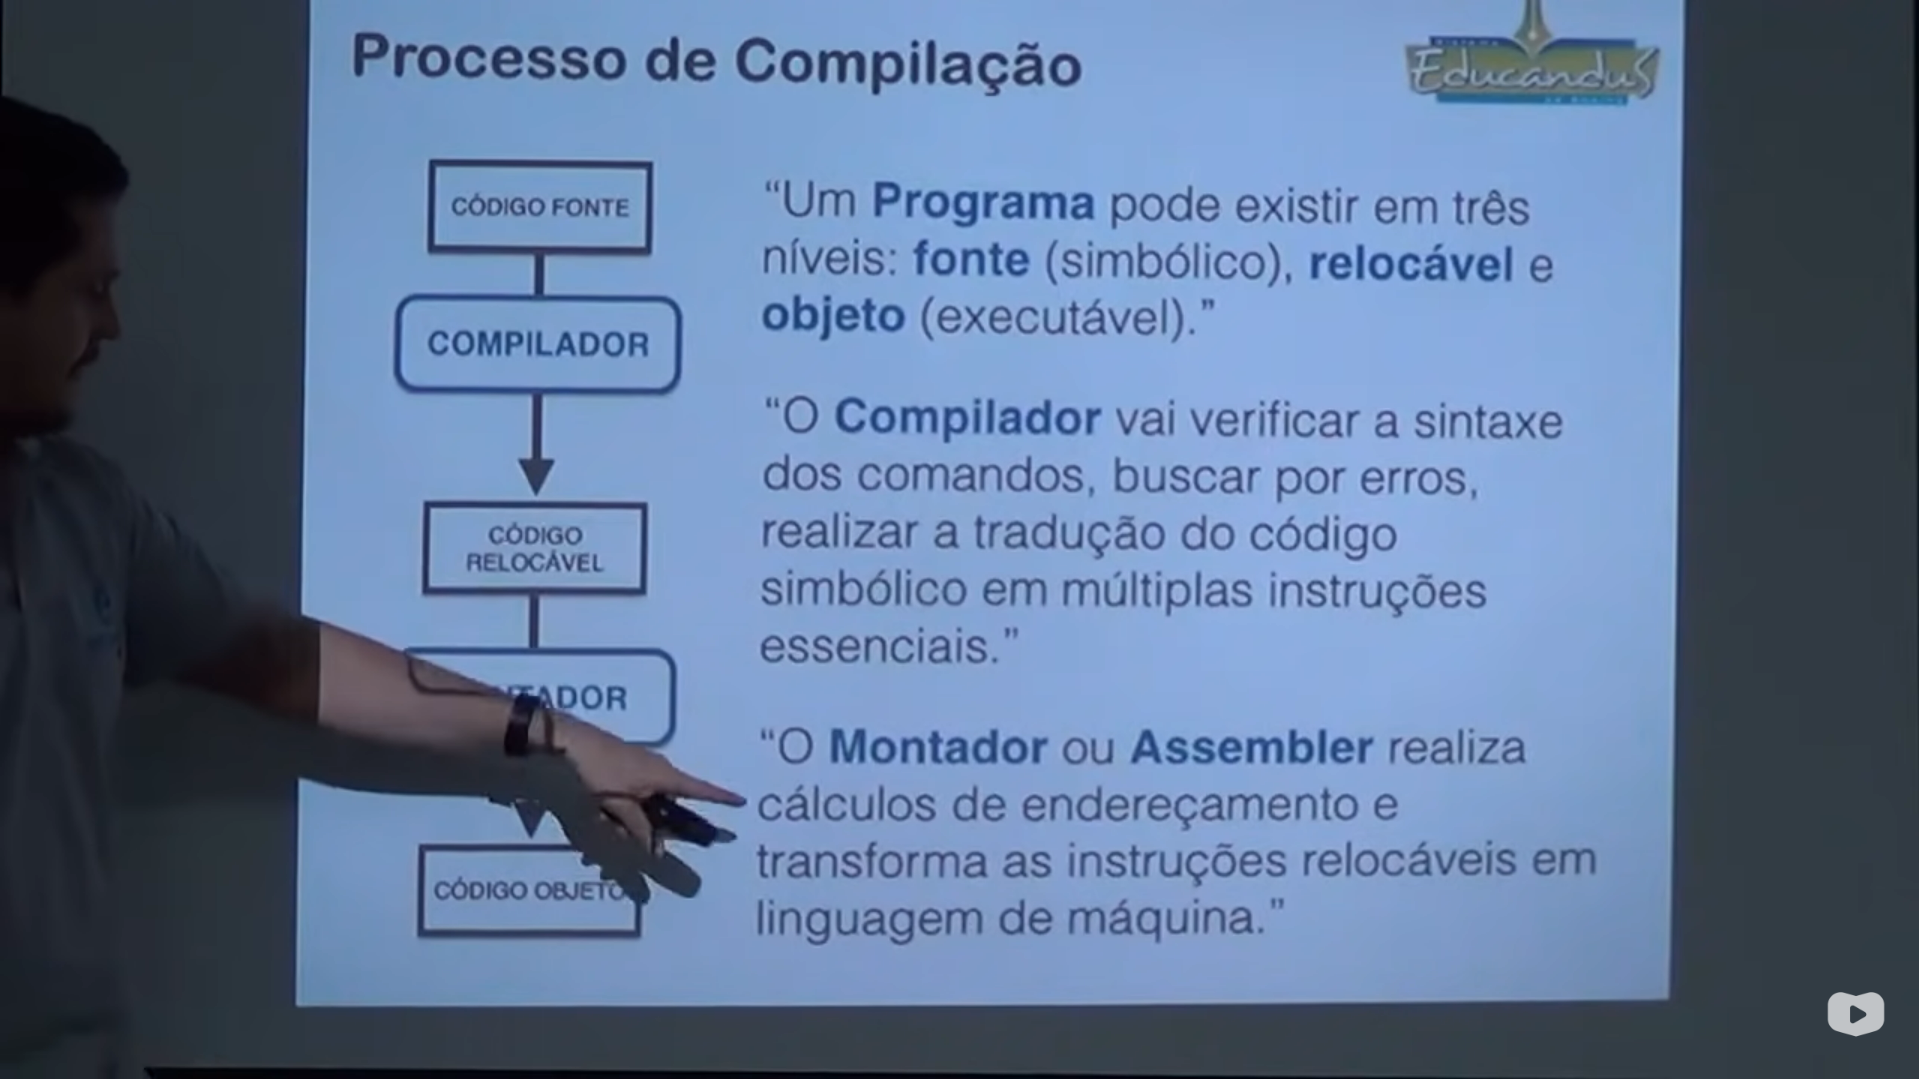 Processo de Compilação
Educandus
CÓDIGO FONTE
COMPILADOR
CÓDIGO
RELOCÁVEL
CÓDIGO OBJETO
“Um Programa pode existir em três
níveis: fonte (simbólico), relocável e
objeto (executável).”
“O Compilador vai verificar a sintaxe
dos comandos, buscar por erros,
realizar a tradução do código
simbólico em múltiplas instruções
essenciais.”
“O Montador ou Assembler realiza
cálculos de endereçamento e
transforma as instruções relocáveis em
linguagem de máquina.”